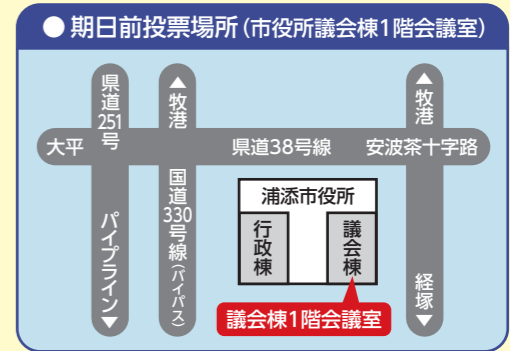 ● 期日前投票場所(市役所議会棟1階会議室)
県道251号
▲牧港
▲牧港
大平
県道38号線
安波茶十字路
国道330号線(バイパス)
パイプライン▼
浦添市役所
行政棟
議会棟
経塚▼
議会棟1階会議室